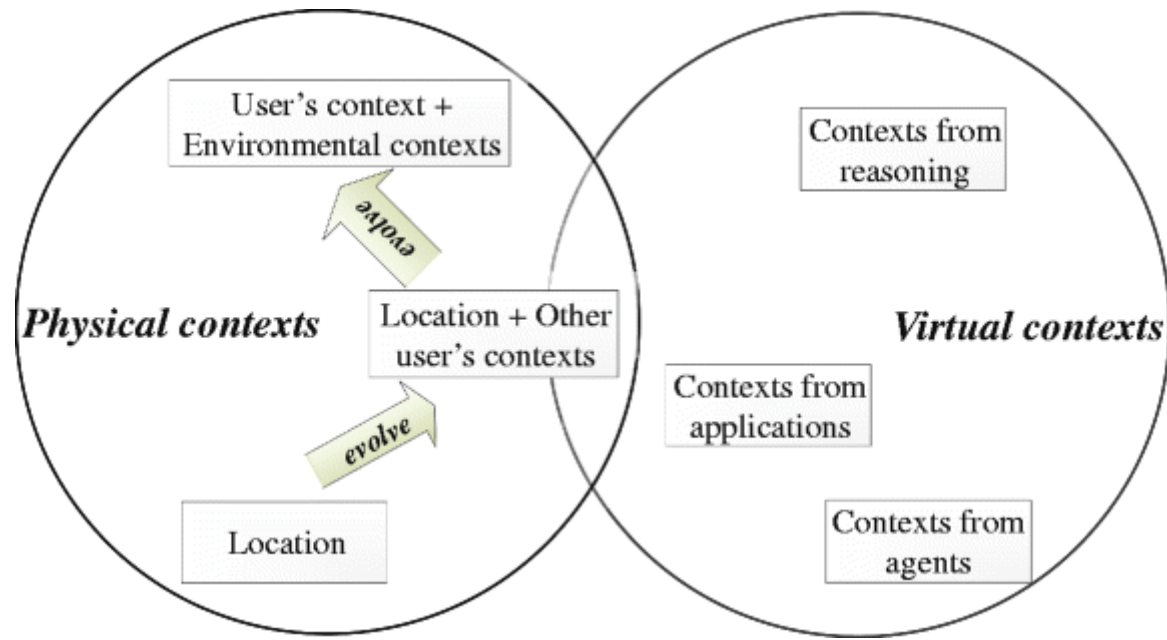 User's context +
Environmental contexts
evolve
Physical contexts
Location + Other
user's contexts
evolve
Location
Contexts from
reasoning
Virtual contexts
Contexts from
applications
Contexts from
agents